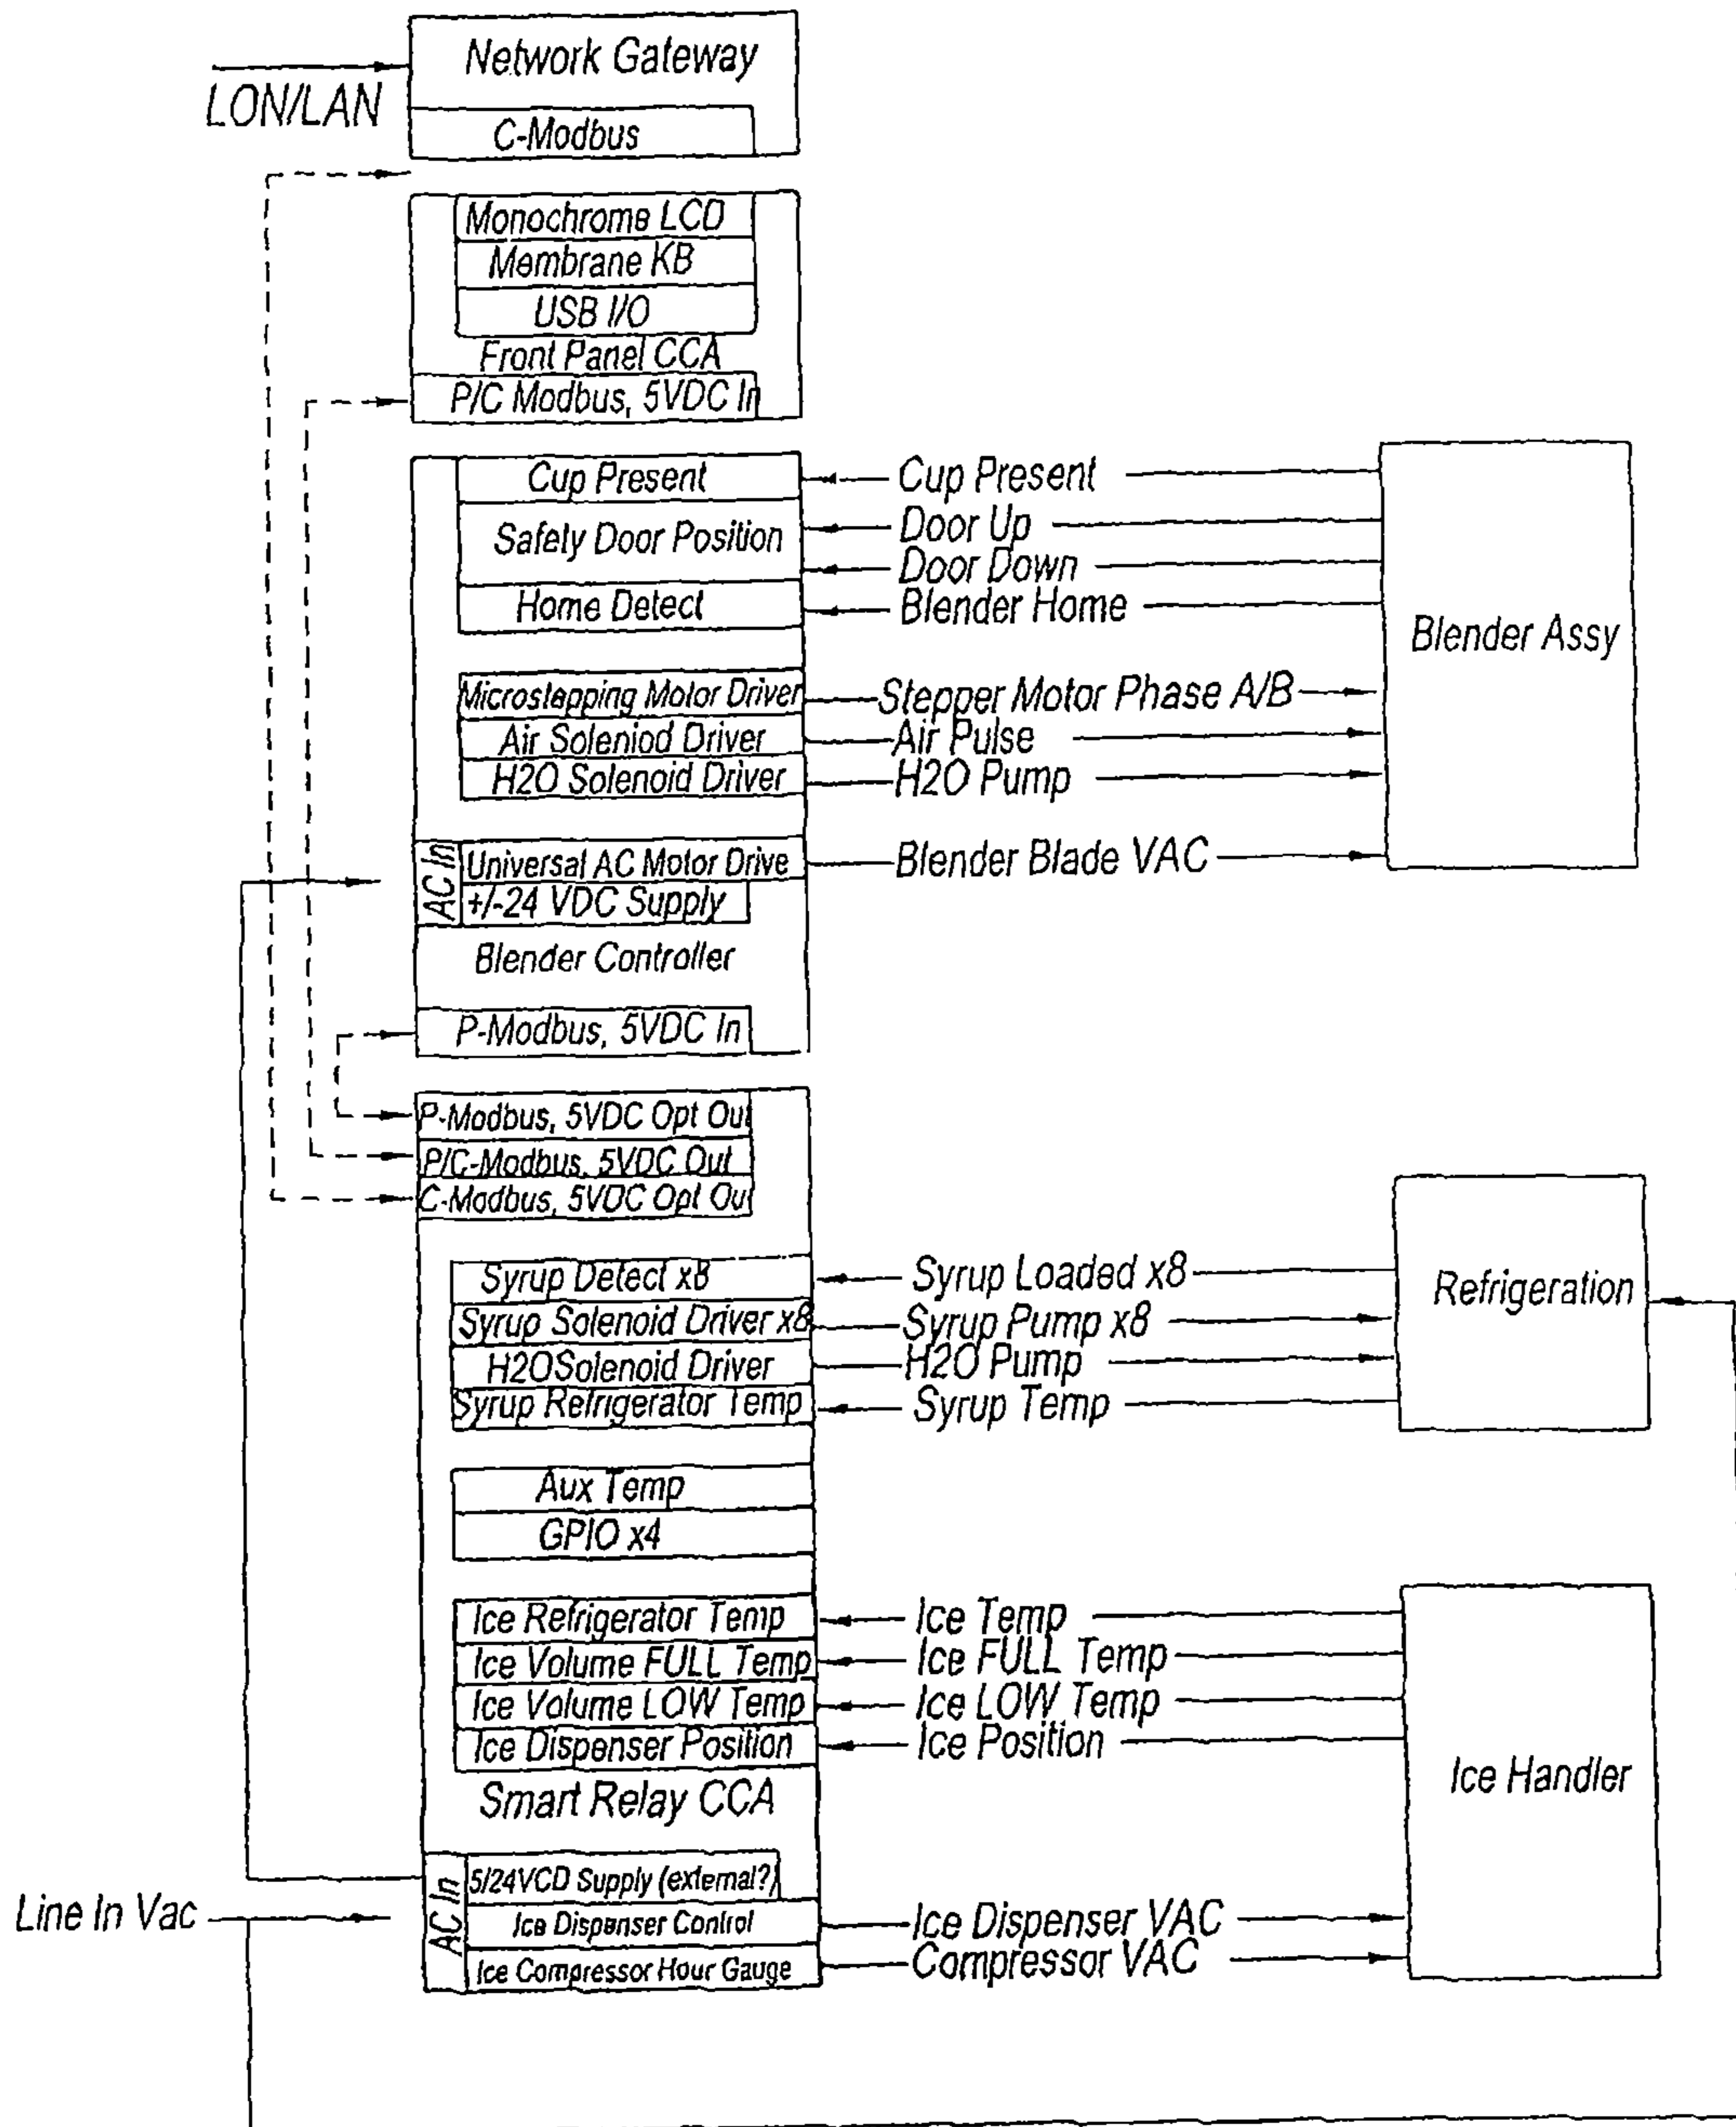 Network Gateway
LON/LAN
C-Modbus
Monochrome LCD
Membrane KB
USB I/O
Front Panel CCA
P/C Modbus, 5VDC In
Cup Present
Cup Present
Safely Door Position
Door Up
Door Down
Home Detect
Blender Home
Blender Assy
Microstepping Motor Driver
Stepper Motor Phase A/B
Air Soleniod Driver
Air Pulse
H2O Solenoid Driver
H2O Pump
AC In
Universal AC Motor Drive
Blender Blade VAC
+/-24 VDC Supply
Blender Controller
P-Modbus, 5VDC In
P-Modbus, 5VDC Opt Out
P/C-Modbus, 5VDC Out
C-Modbus, 5VDC Opt Out
Syrup Detect x8
Syrup Loaded x8
Refrigeration
Syrup Solenoid Driver x8
Syrup Pump x8
H2OSolenoid Driver
H2O Pump
Syrup Refrigerator Temp
Syrup Temp
Aux Temp
GPIO x4
Ice Refrigerator Temp
Ice Temp
Ice Volume FULL Temp
Ice FULL Temp
Ice Volume LOW Temp
Ice LOW Temp
Ice Dispenser Position
Ice Position
Ice Handler
Smart Relay CCA
AC In
5/24VCD Supply (external?)
Line In Vac
Ice Dispenser Control
Ice Dispenser VAC
Ice Compressor Hour Gauge
Compressor VAC